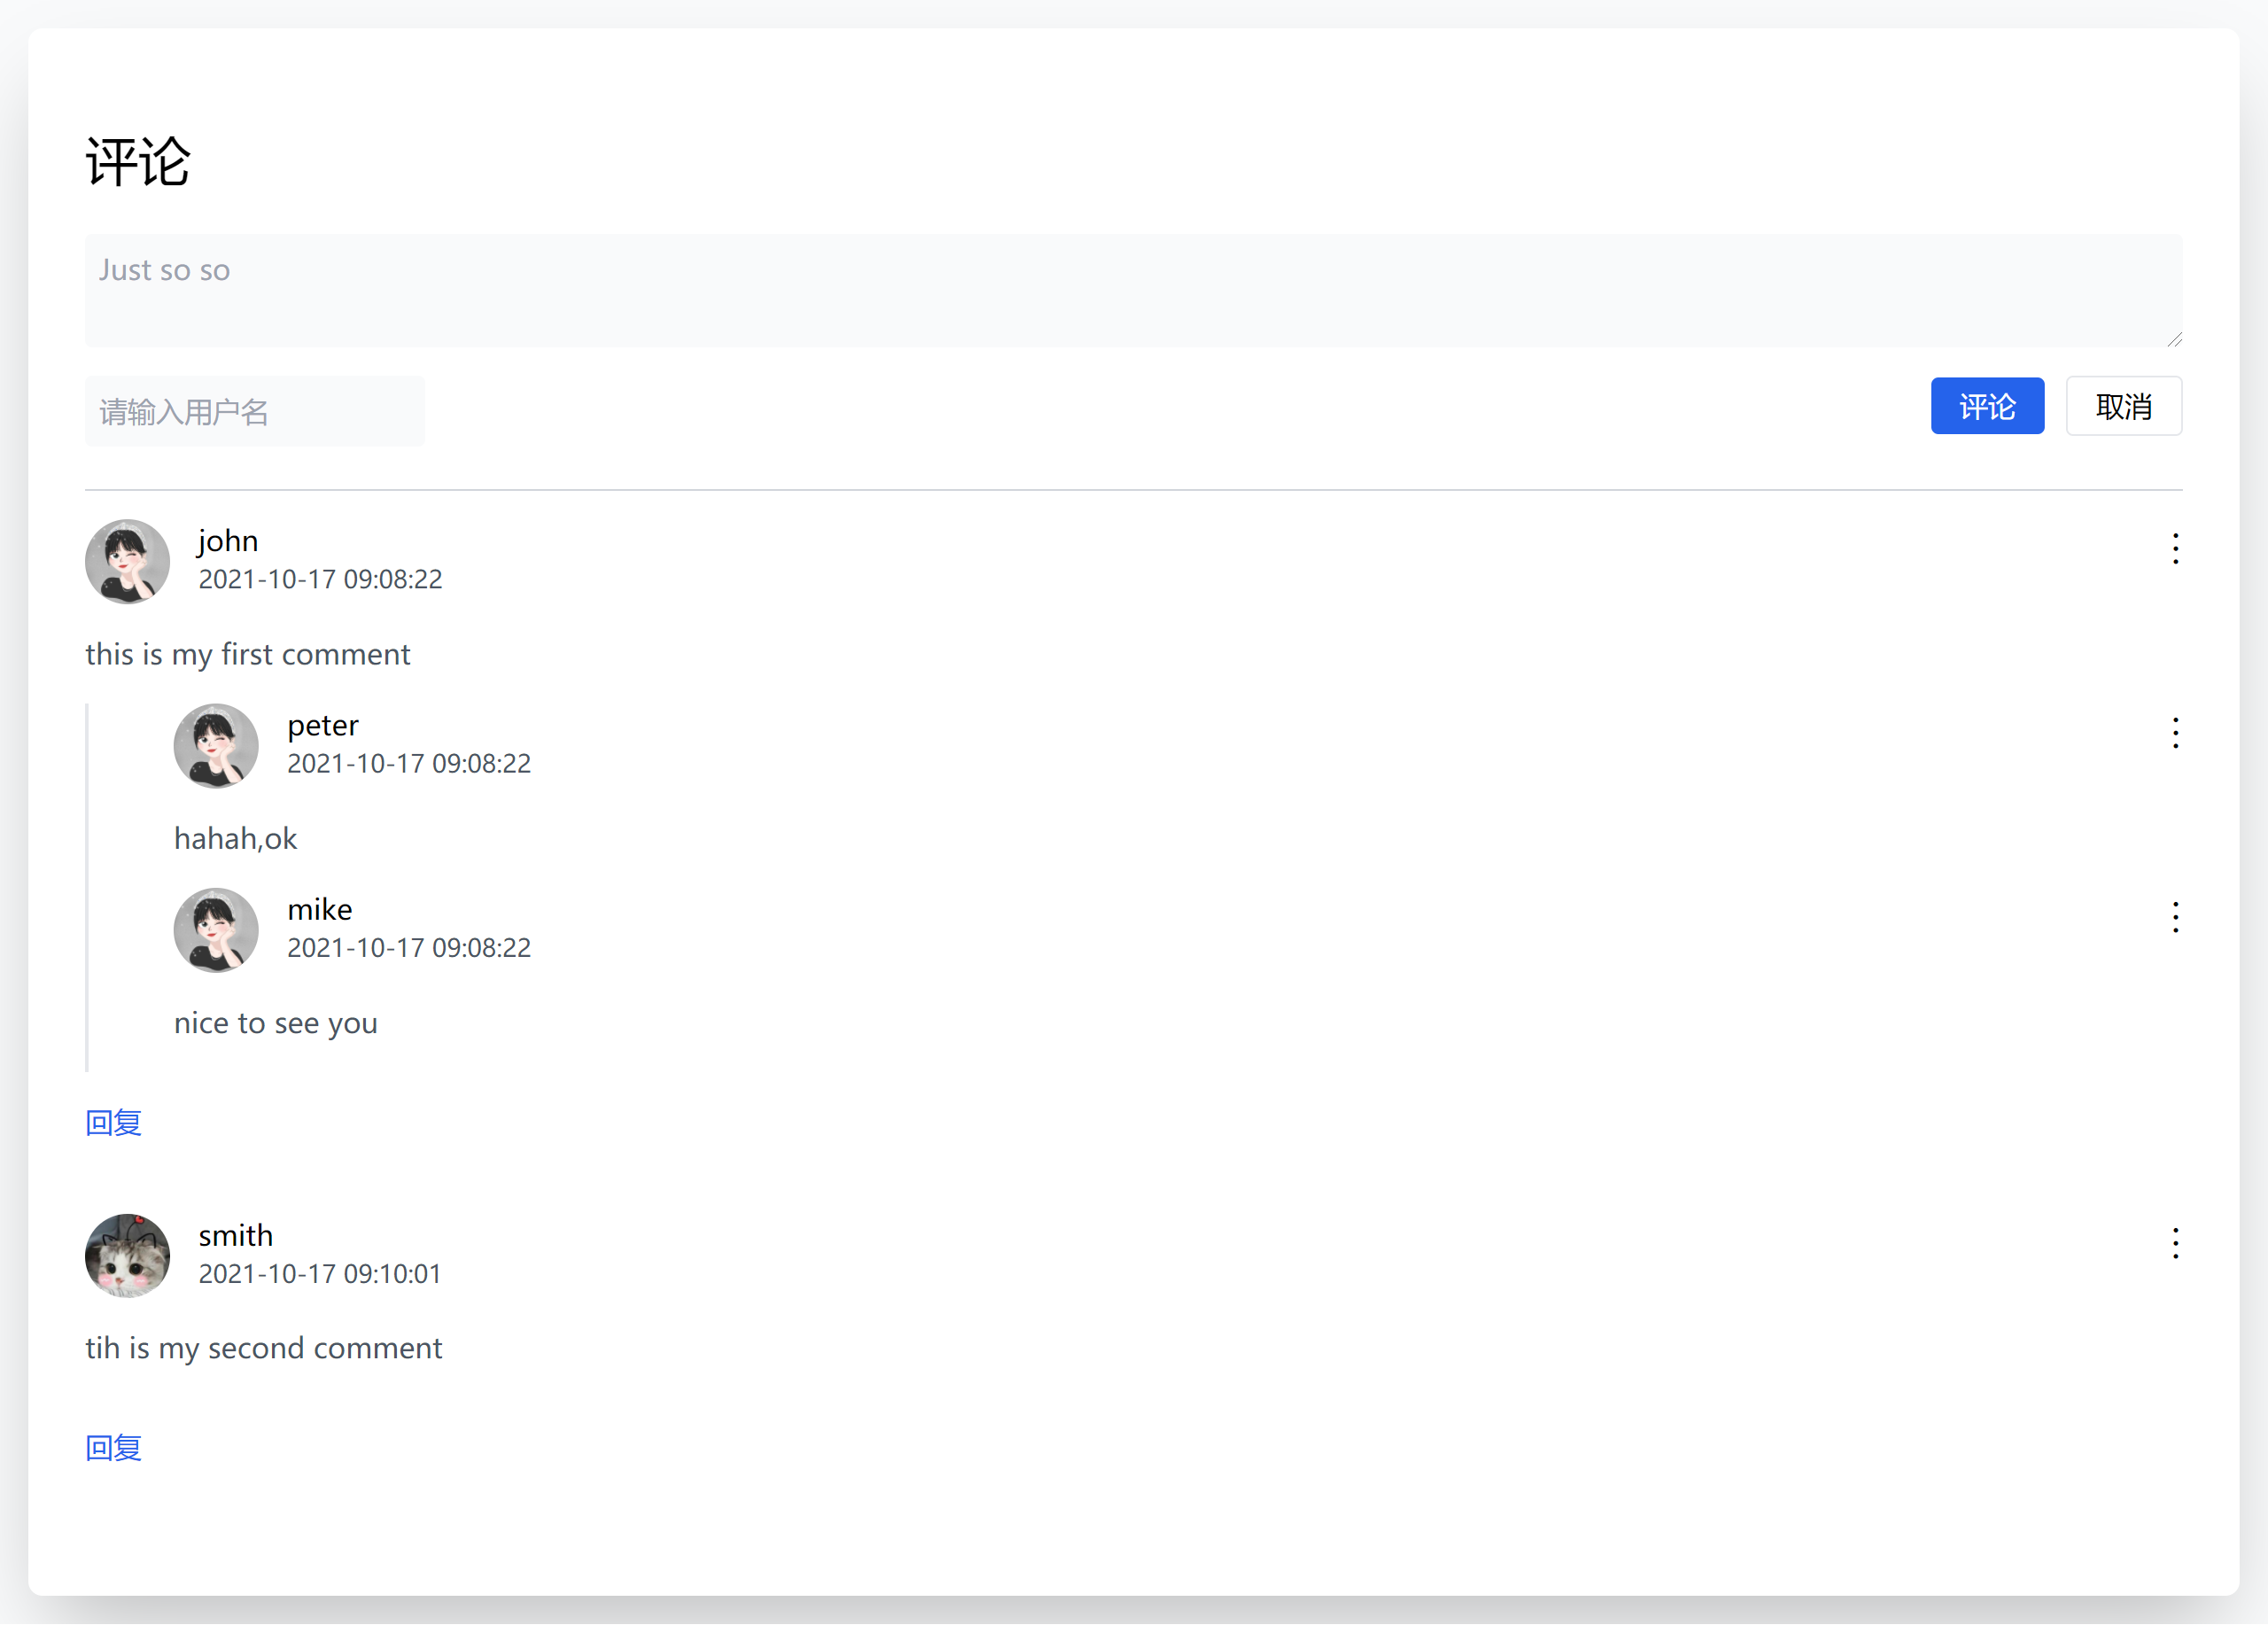 评论
Just so so
请输入用户名
评论 取消
john
2021-10-17 09:08:22
this is my first comment
peter
2021-10-17 09:08:22
hahah,ok
mike
2021-10-17 09:08:22
nice to see you
回复
smith
2021-10-17 09:10:01
tih is my second comment
回复